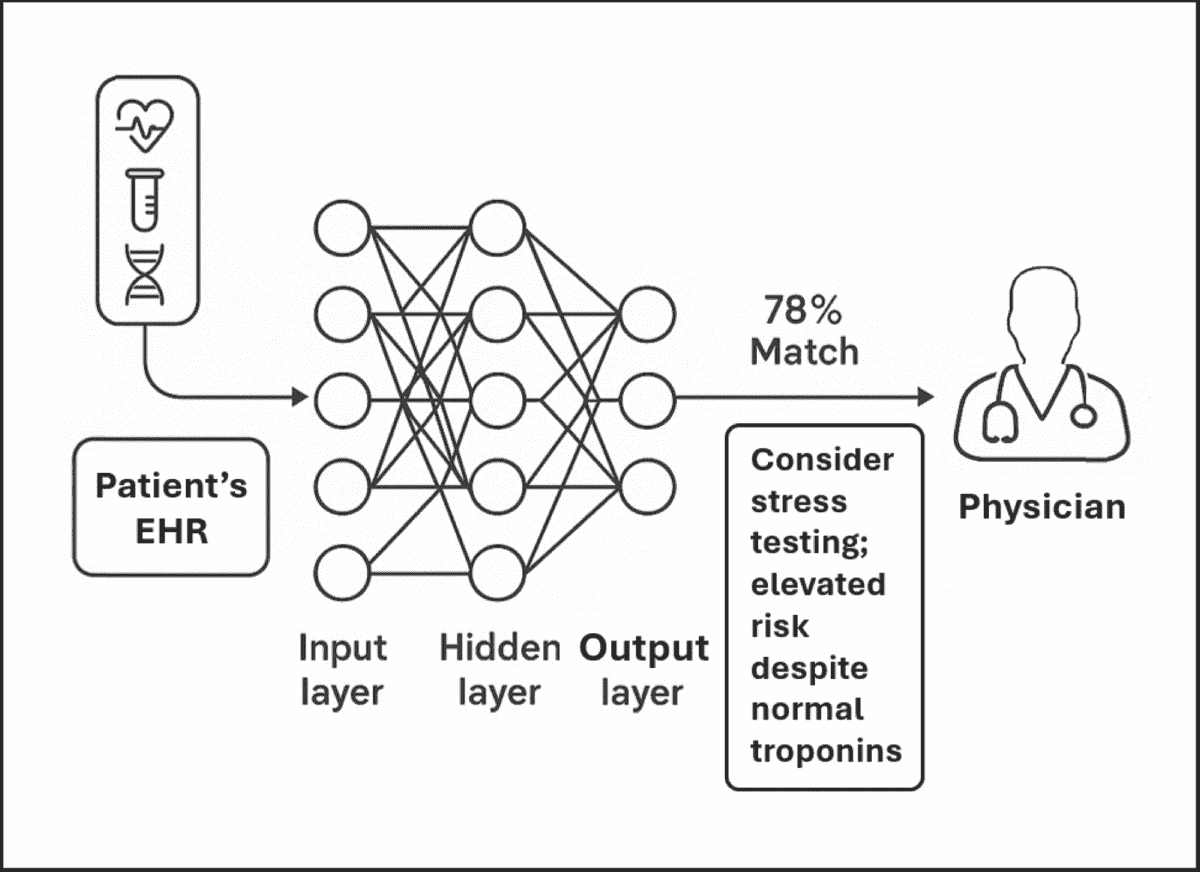 Patient's
EHR
Input
layer
Hidden
layer
Output
layer
78%
Match
Consider
stress
testing;
elevated
risk
despite
normal
troponins
Physician